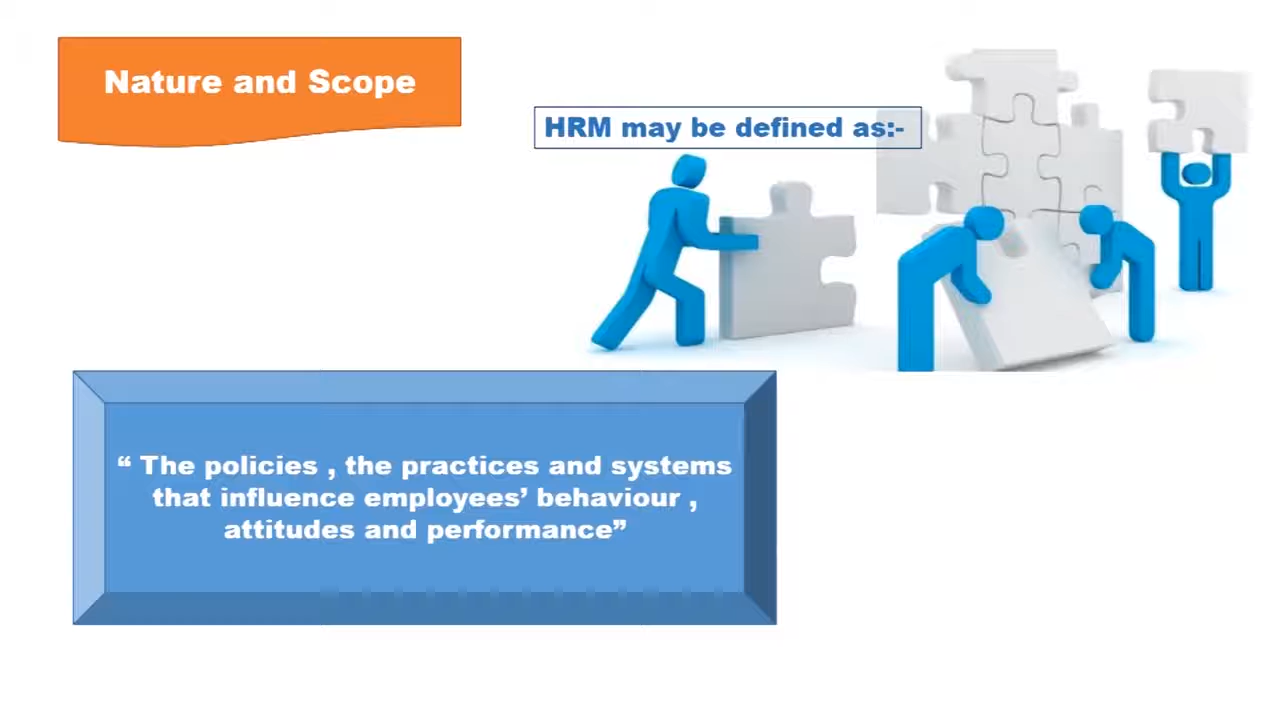 Nature and Scope
HRM may be defined as:-
“ The policies , the practices and systems
that influence employees’ behaviour ,
attitudes and performance”